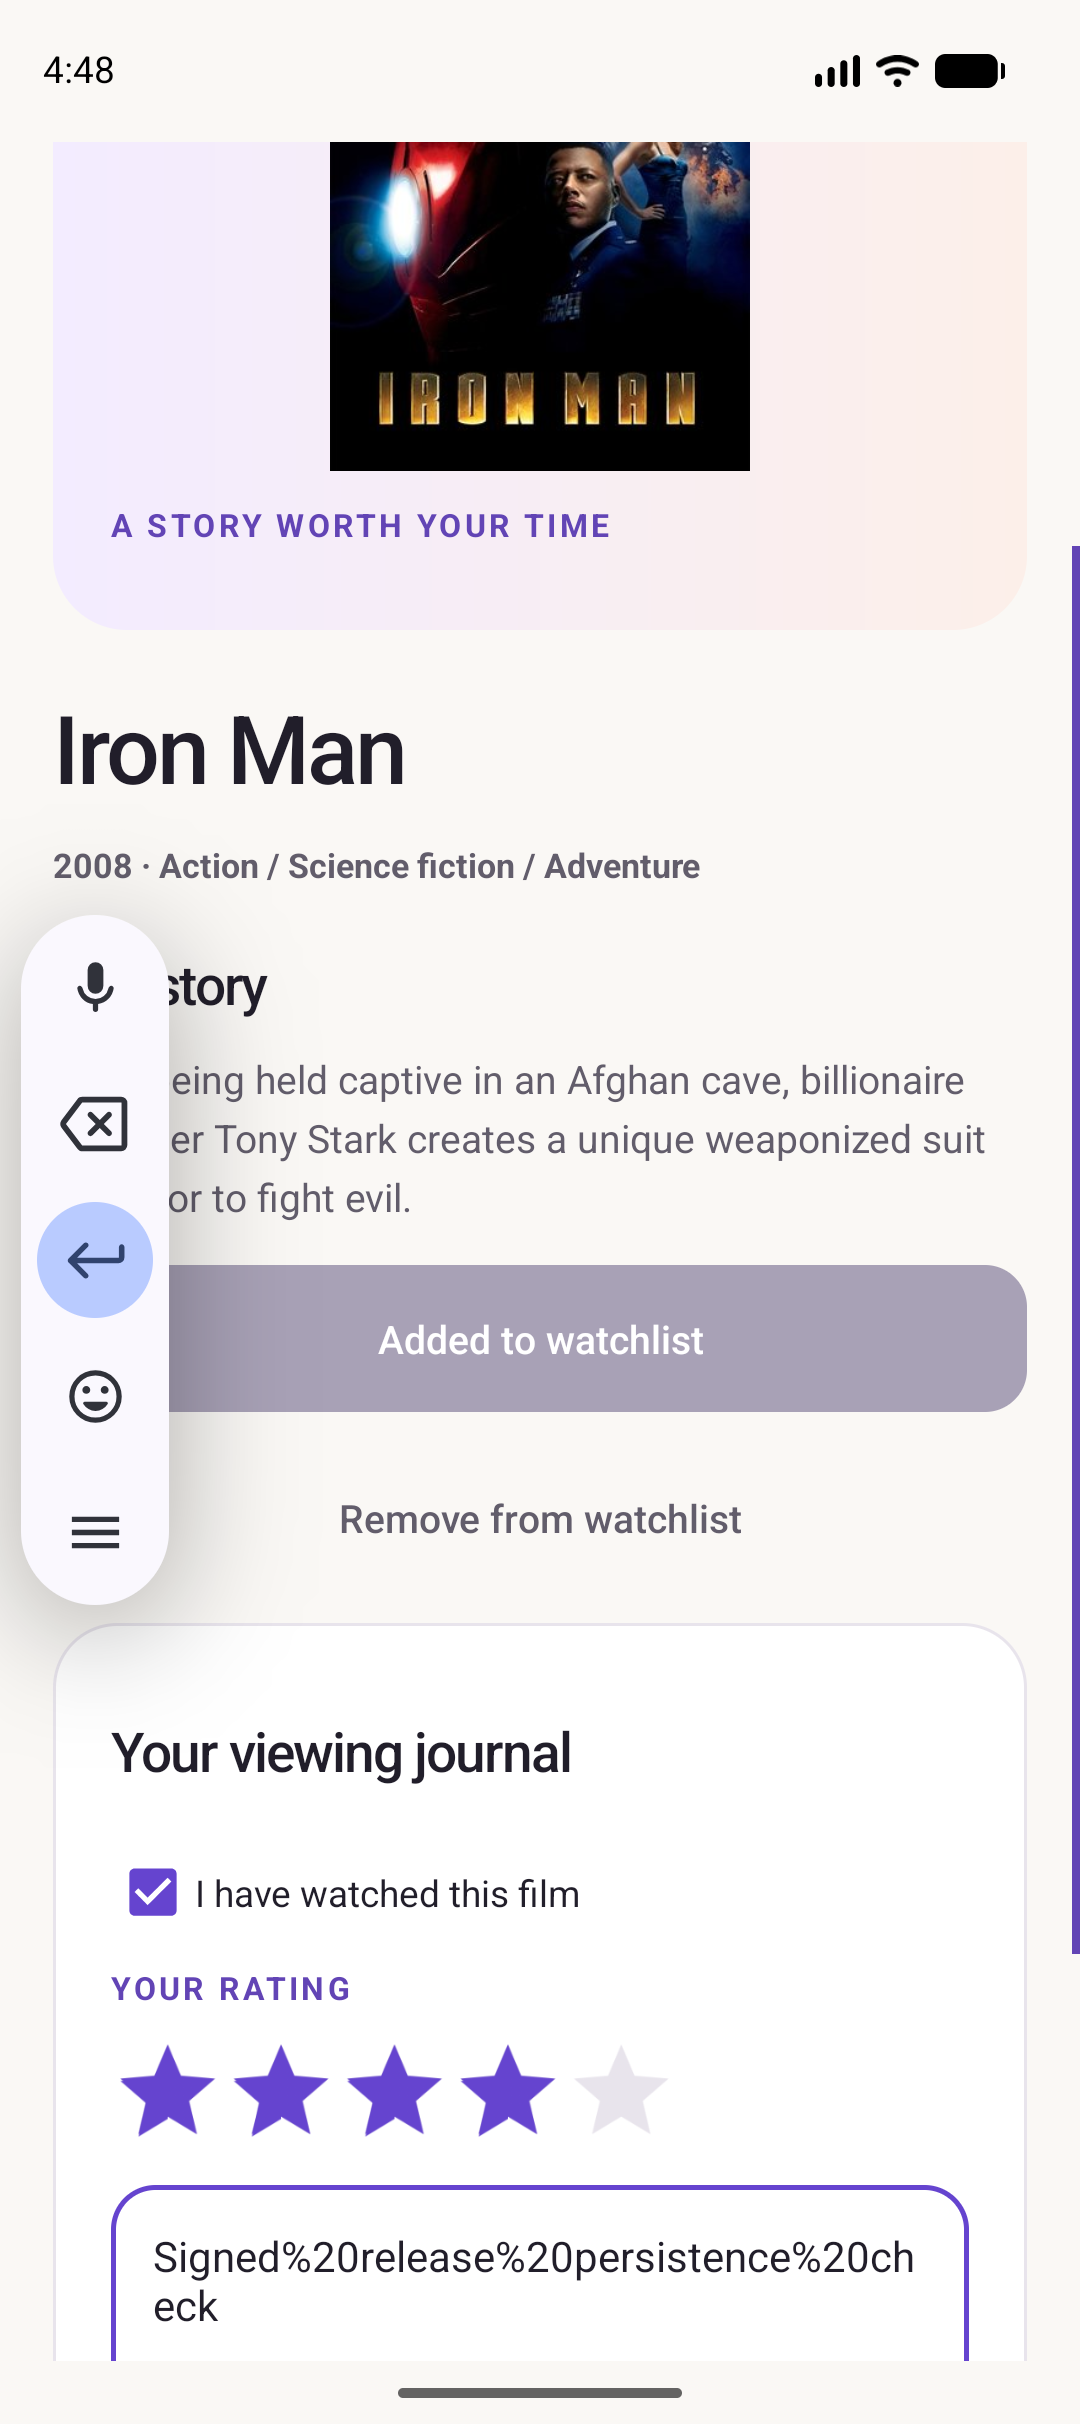 4:48
IRON MAN
A STORY WORTH YOUR TIME
Iron Man
2008 · Action / Science fiction / Adventure
story
eing held captive in an Afghan cave, billionaire
er Tony Stark creates a unique weaponized suit
or to fight evil.
Added to watchlist
Remove from watchlist
Your viewing journal
I have watched this film
YOUR RATING
Signed%20release%20persistence%20ch
eck